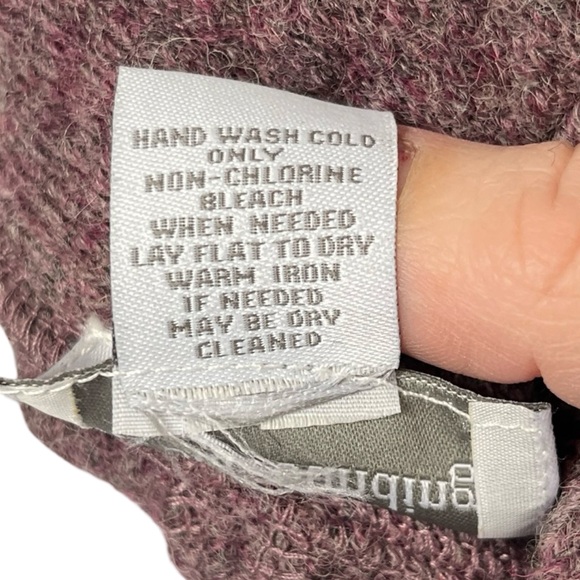 HAND WASH COLD
ONLY
NON-CHLORINE
BLEACH
WHEN NEEDED
LAY FLAT TO DRY
WARM IRON
IF NEEDED
MAY BE DRY
CLEANED